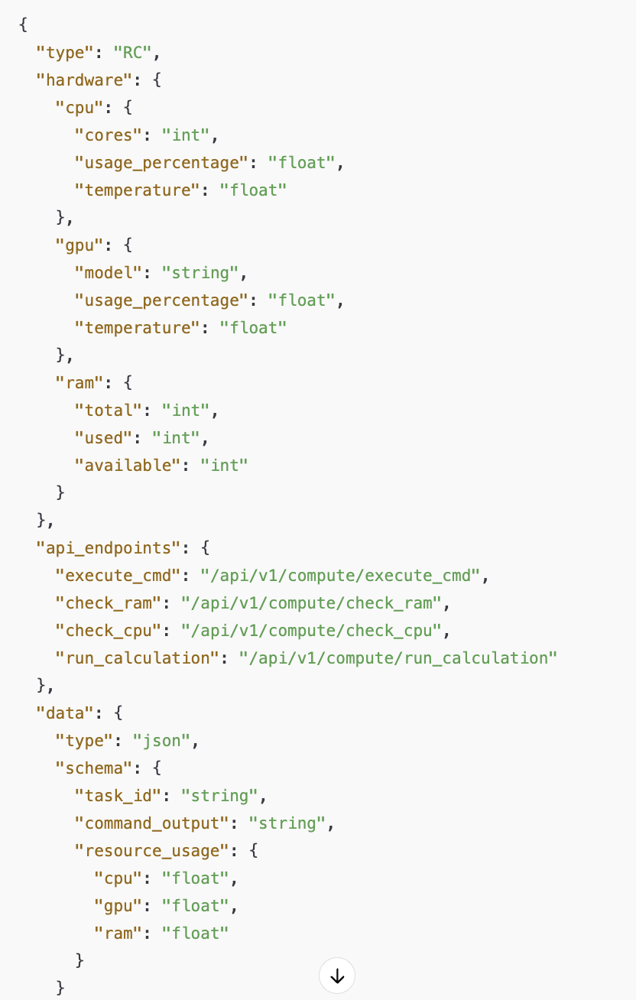 {
  "type": "RC",
  "hardware": {
    "cpu": {
      "cores": "int",
      "usage_percentage": "float",
      "temperature": "float"
    },
    "gpu": {
      "model": "string",
      "usage_percentage": "float",
      "temperature": "float"
    },
    "ram": {
      "total": "int",
      "used": "int",
      "available": "int"
    }
  },
  "api_endpoints": {
    "execute_cmd": "/api/v1/compute/execute_cmd",
    "check_ram": "/api/v1/compute/check_ram",
    "check_cpu": "/api/v1/compute/check_cpu",
    "run_calculation": "/api/v1/compute/run_calculation"
  },
  "data": {
    "type": "json",
    "schema": {
      "task_id": "string",
      "command_output": "string",
      "resource_usage": {
        "cpu": "float",
        "gpu": "float",
        "ram": "float"
      }
    }